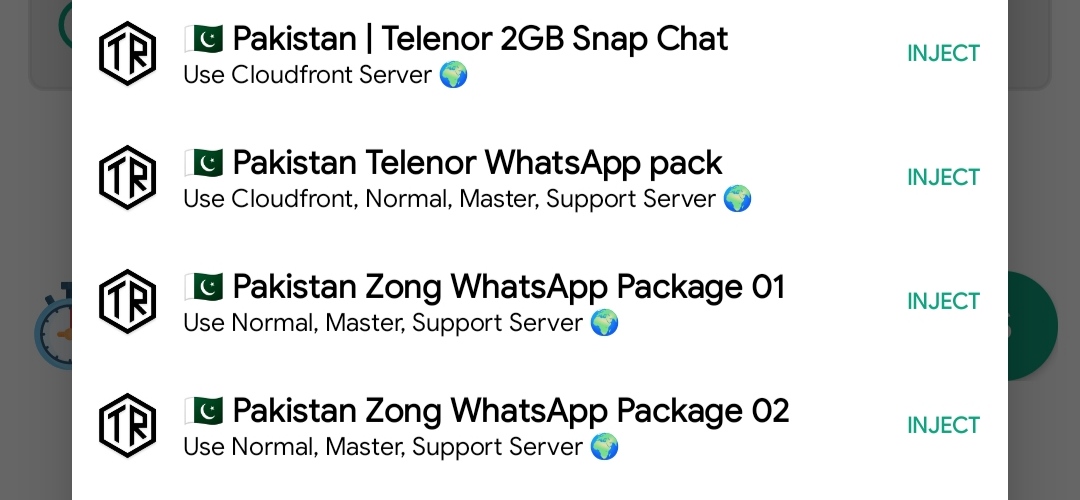 TR 🇵🇰 Pakistan | Telenor 2GB Snap Chat INJECT
Use Cloudfront Server 🌍
TR 🇵🇰 Pakistan Telenor WhatsApp pack INJECT
Use Cloudfront, Normal, Master, Support Server 🌍
TR 🇵🇰 Pakistan Zong WhatsApp Package 01 INJECT
Use Normal, Master, Support Server 🌍
TR 🇵🇰 Pakistan Zong WhatsApp Package 02 INJECT
Use Normal, Master, Support Server 🌍